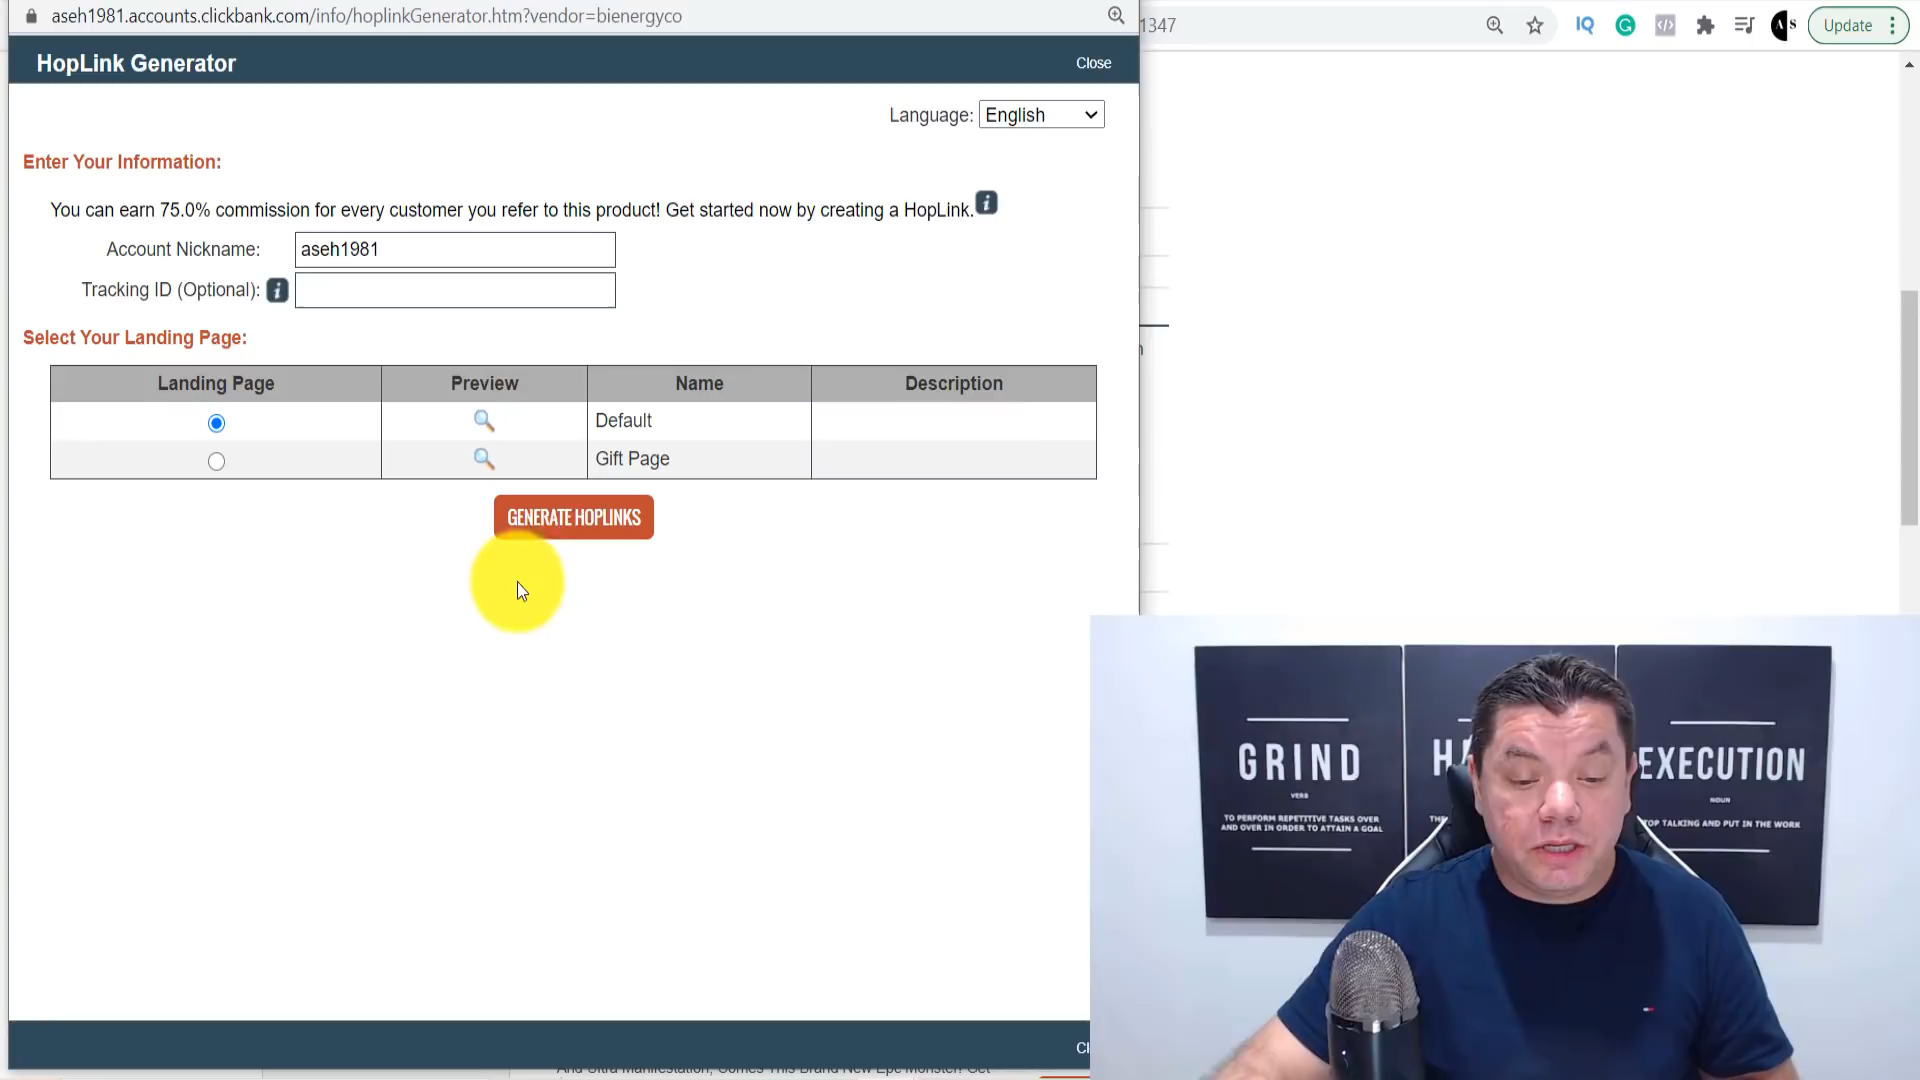 aseh1981.accounts.clickbank.com/info/hoplinkGenerator.htm?vendor=bienergyco
1347
IQ
Update
HopLink Generator
Close
Language: English
Enter Your Information:
You can earn 75.0% commission for every customer you refer to this product! Get started now by creating a HopLink.
Account Nickname: aseh1981
Tracking ID (Optional):
Select Your Landing Page:
Landing Page Preview Name Description
Default
Gift Page
GENERATE HOPLINKS
GRIND
VERB
TO PERFORM REPETITIVE TASKS OVER
AND OVER IN ORDER TO ATTAIN A GOAL
EXECUTION
NOUN
TOP TALKING AND PUT IN THE WORK